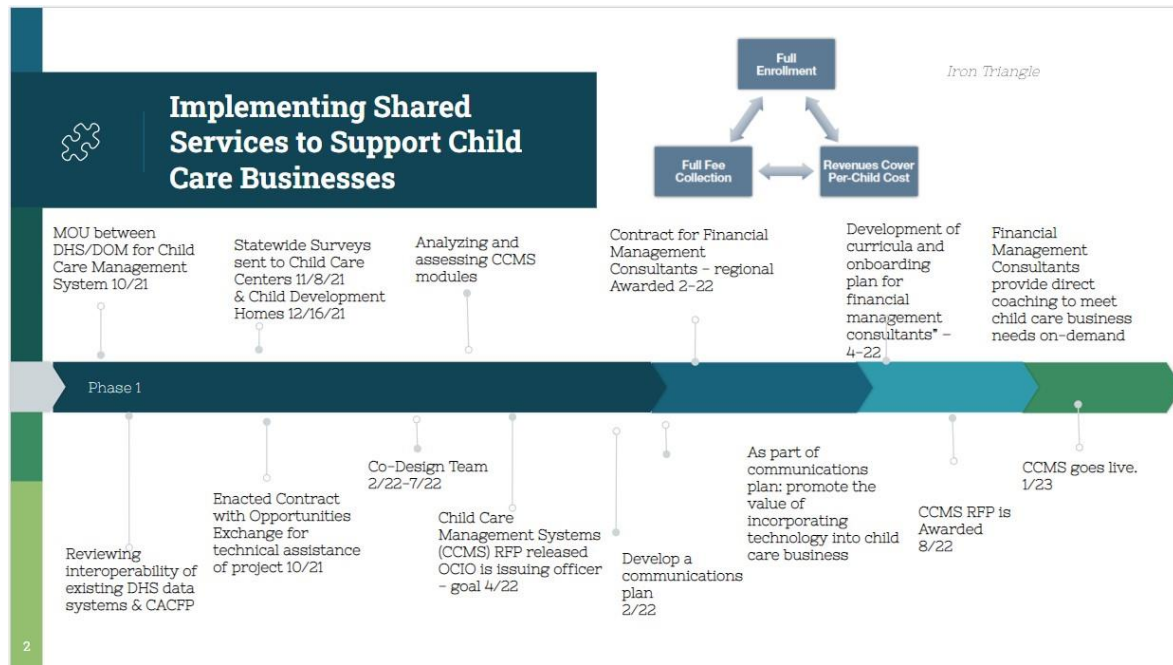 Implementing Shared
Services to Support Child
Care Businesses
Full
Enrollment
Iron Triangle
Full Fee
Collection
Revenues Cover
Per-Child Cost
MOU between
DHS/DOM for Child
Care Management
System 10/21
Statewide Surveys
sent to Child Care
Centers 11/8/21
& Child Development
Homes 12/16/21
Analyzing and
assessing CCMS
modules
Contract for Financial
Management
Consultants – regional
Awarded 2-22
Development of
curricula and
onboarding
plan for
financial
management
consultants" –
4-22
Financial
Management
Consultants
provide direct
coaching to meet
child care business
needs on-demand
Phase 1
Reviewing
interoperability of
existing DHS data
systems & CACFP
Enacted Contract
with Opportunities
Exchange for
technical assistance
of project 10/21
Co-Design Team
2/22-7/22
Child Care
Management Systems
(CCMS) RFP released
OCIO is issuing officer
– goal 4/22
Develop a
communications
plan
2/22
As part of
communications
plan: promote the
value of
incorporating
technology into child
care business
CCMS RFP is
Awarded
8/22
CCMS goes live.
1/23
2